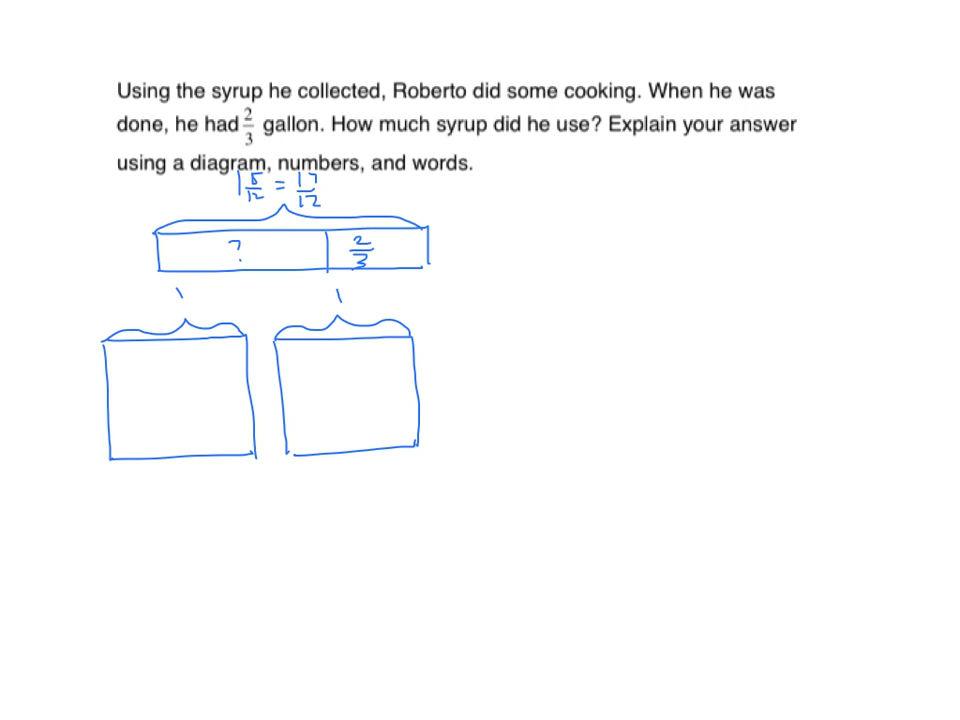 Using the syrup he collected, Roberto did some cooking. When he was
done, he had 2/3 gallon. How much syrup did he use? Explain your answer
using a diagram, numbers, and words.
1 5/12 = 17/12
? 2/3
1 1